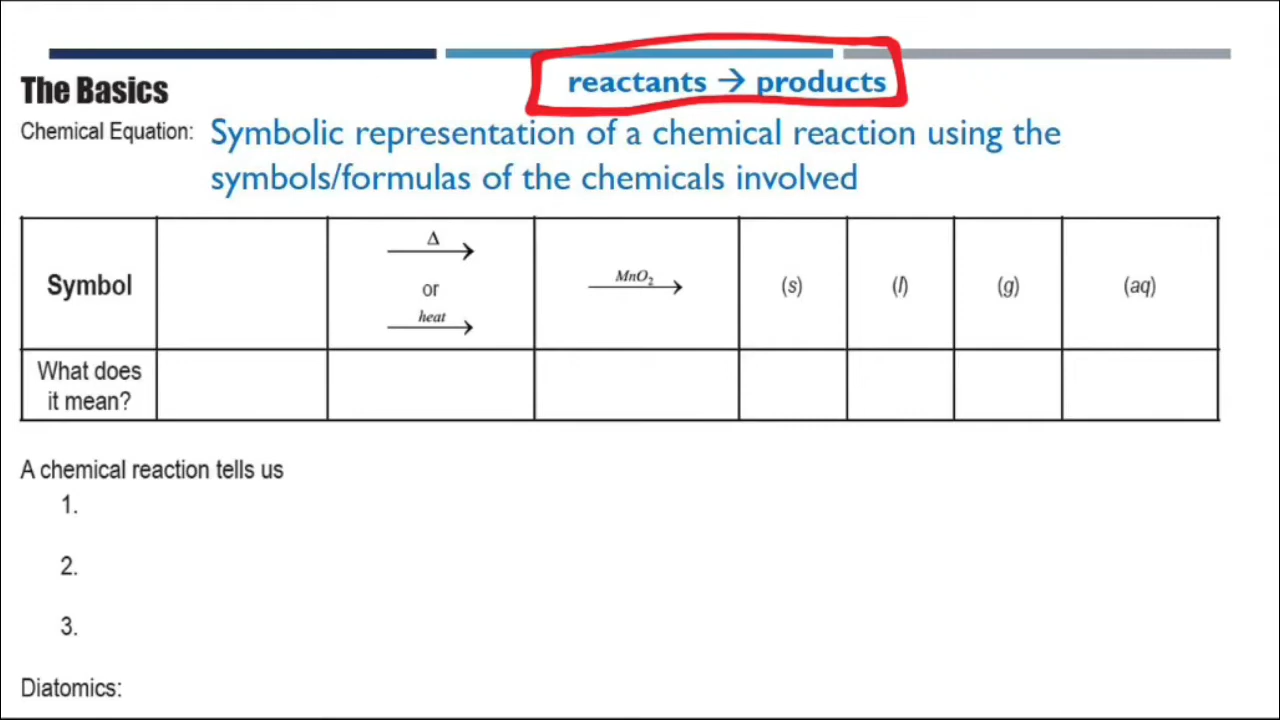 reactants → products
The Basics
Chemical Equation: Symbolic representation of a chemical reaction using the
symbols/formulas of the chemicals involved
Symbol
Δ
or
heat
MnO₂
(s)
(l)
(g)
(aq)
What does
it mean?
A chemical reaction tells us
1.
2.
3.
Diatomics: